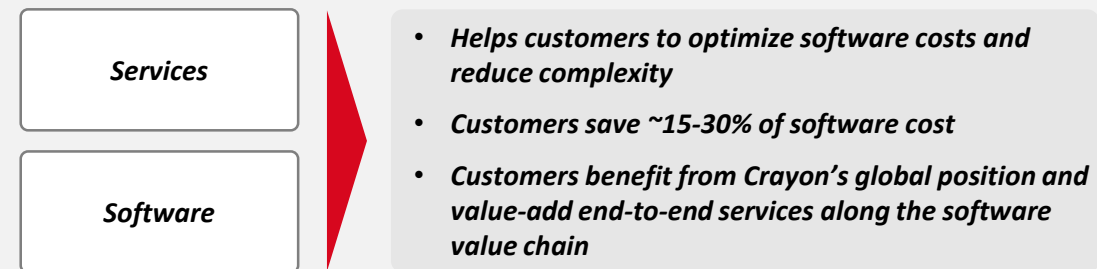 Services
Software
• Helps customers to optimize software costs and
reduce complexity
• Customers save ~15-30% of software cost
• Customers benefit from Crayon’s global position and
value-add end-to-end services along the software
value chain